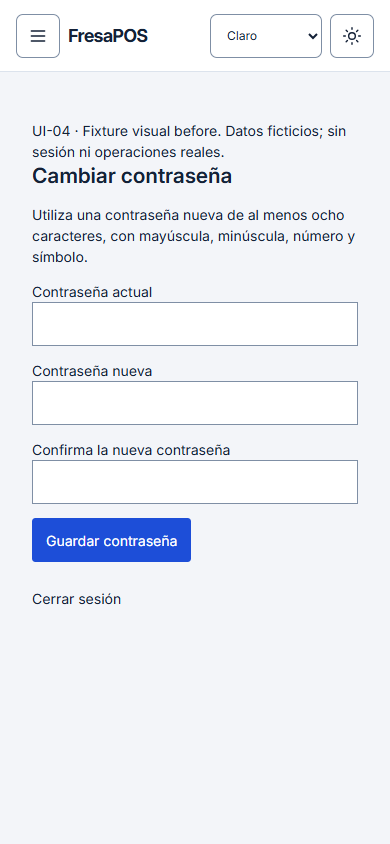 FresaPOS
Claro
UI-04 · Fixture visual before. Datos ficticios; sin
sesión ni operaciones reales.
Cambiar contraseña
Utiliza una contraseña nueva de al menos ocho
caracteres, con mayúscula, minúscula, número y
símbolo.
Contraseña actual
Contraseña nueva
Confirma la nueva contraseña
Guardar contraseña
Cerrar sesión